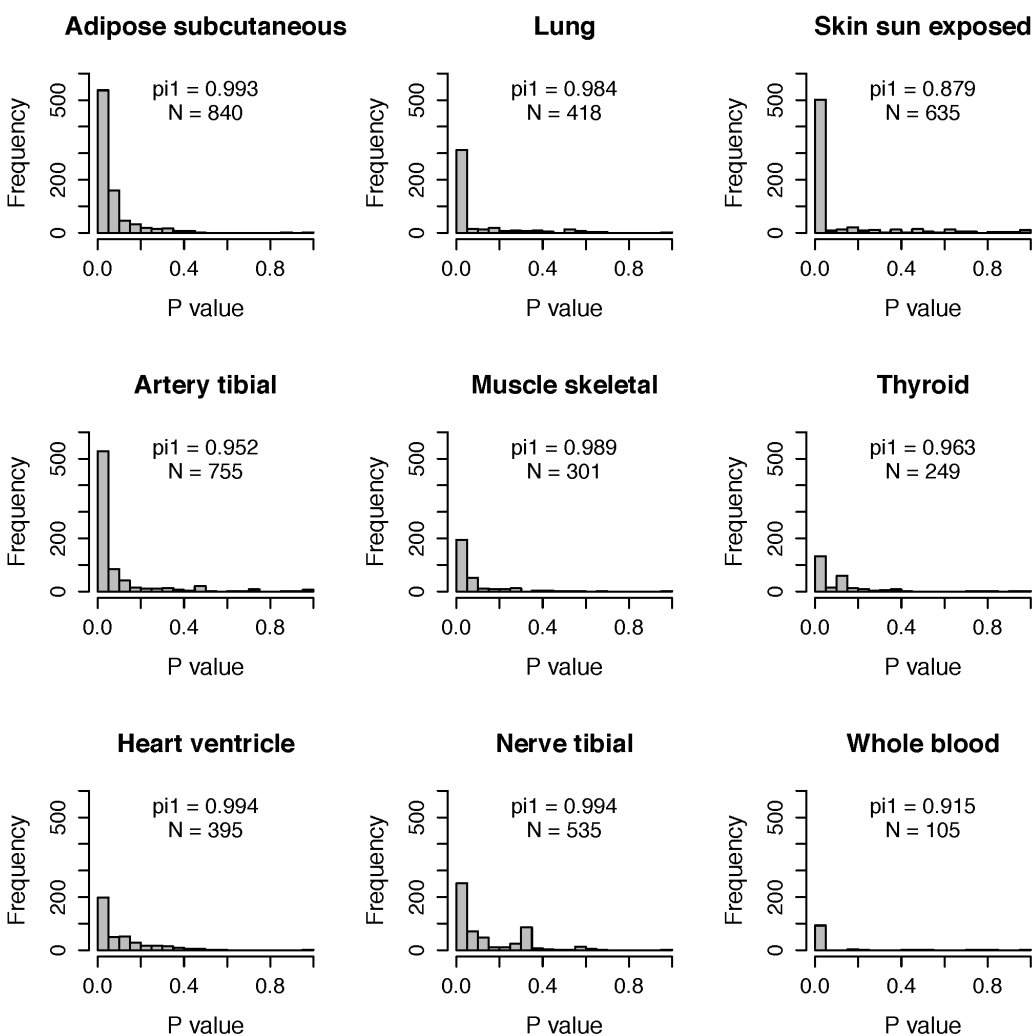 Adipose subcutaneous
pi1 = 0.993
N = 840
Frequency
0 200 500
0.0 0.4 0.8
P value
Lung
pi1 = 0.984
N = 418
Frequency
0 200 500
0.0 0.4 0.8
P value
Skin sun exposed
pi1 = 0.879
N = 635
Frequency
0 200 500
0.0 0.4 0.8
P value
Artery tibial
pi1 = 0.952
N = 755
Frequency
0 200 500
0.0 0.4 0.8
P value
Muscle skeletal
pi1 = 0.989
N = 301
Frequency
0 200 500
0.0 0.4 0.8
P value
Thyroid
pi1 = 0.963
N = 249
Frequency
0 200 500
0.0 0.4 0.8
P value
Heart ventricle
pi1 = 0.994
N = 395
Frequency
0 200 500
0.0 0.4 0.8
P value
Nerve tibial
pi1 = 0.994
N = 535
Frequency
0 200 500
0.0 0.4 0.8
P value
Whole blood
pi1 = 0.915
N = 105
Frequency
0 200 500
0.0 0.4 0.8
P value